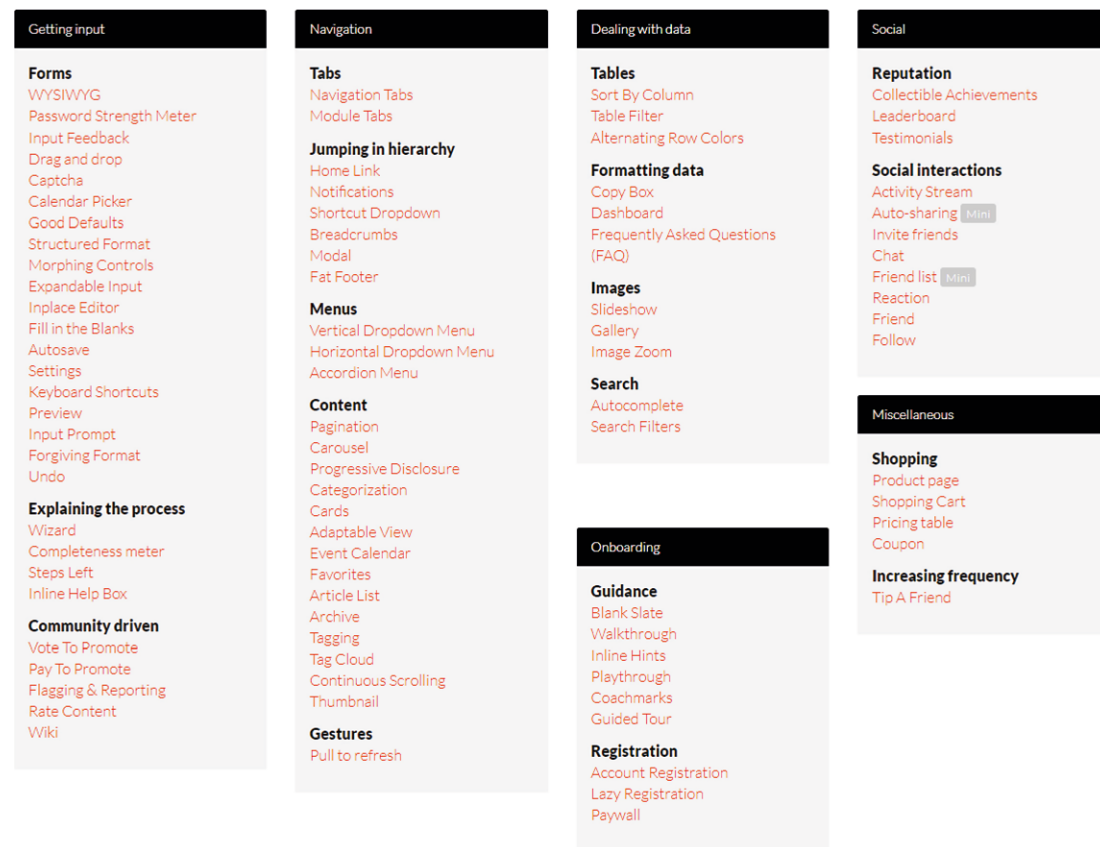 Getting input
Forms
WYSIWYG
Password Strength Meter
Input Feedback
Drag and drop
Captcha
Calendar Picker
Good Defaults
Structured Format
Morphing Controls
Expandable Input
Inplace Editor
Fill in the Blanks
Autosave
Settings
Keyboard Shortcuts
Preview
Input Prompt
Forgiving Format
Undo
Explaining the process
Wizard
Completeness meter
Steps Left
Inline Help Box
Community driven
Vote To Promote
Pay To Promote
Flagging & Reporting
Rate Content
Wiki
Navigation
Tabs
Navigation Tabs
Module Tabs
Jumping in hierarchy
Home Link
Notifications
Shortcut Dropdown
Breadcrumbs
Modal
Fat Footer
Menus
Vertical Dropdown Menu
Horizontal Dropdown Menu
Accordion Menu
Content
Pagination
Carousel
Progressive Disclosure
Categorization
Cards
Adaptable View
Event Calendar
Favorites
Article List
Archive
Tagging
Tag Cloud
Continuous Scrolling
Thumbnail
Gestures
Pull to refresh
Dealing with data
Tables
Sort By Column
Table Filter
Alternating Row Colors
Formatting data
Copy Box
Dashboard
Frequently Asked Questions
(FAQ)
Images
Slideshow
Gallery
Image Zoom
Search
Autocomplete
Search Filters
Onboarding
Guidance
Blank Slate
Walkthrough
Inline Hints
Playthrough
Coachmarks
Guided Tour
Registration
Account Registration
Lazy Registration
Paywall
Social
Reputation
Collectible Achievements
Leaderboard
Testimonials
Social interactions
Activity Stream
Auto-sharing Mini
Invite friends
Chat
Friend list Mini
Reaction
Friend
Follow
Miscellaneous
Shopping
Product page
Shopping Cart
Pricing table
Coupon
Increasing frequency
Tip A Friend